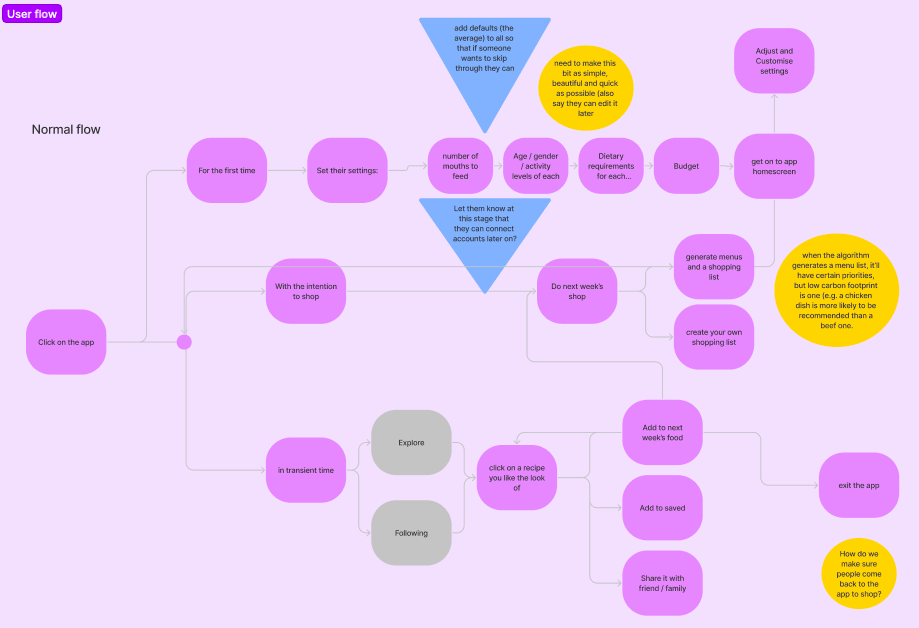 User flow
add defaults (the
average) to all so
that if someone
wants to skip
through they can
need to make this
bit as simple,
beautiful and quick
as possible (also
say they can edit it
later
Adjust and
Customise
settings
Normal flow
For the first time
Set their settings:
number of
mouths to
feed
Age / gender
/ activity
levels of each
Dietary
requirements
for each...
Budget
get on to app
homescreen
Let them know at
this stage that
they can connect
accounts later on?
With the intention
to shop
Do next week's
shop
generate menus
and a shopping
list
when the algorithm
generates a menu list, it'll
have certain priorities,
but low carbon footprint
is one (e.g. a chicken
dish is more likely to be
recommended than a
beef one.
Click on the app
create your own
shopping list
in transient time
Explore
Following
click on a recipe
you like the look
of
Add to next
week's food
Add to saved
Share it with
friend / family
exit the app
How do we
make sure
people come
back to the
app to shop?